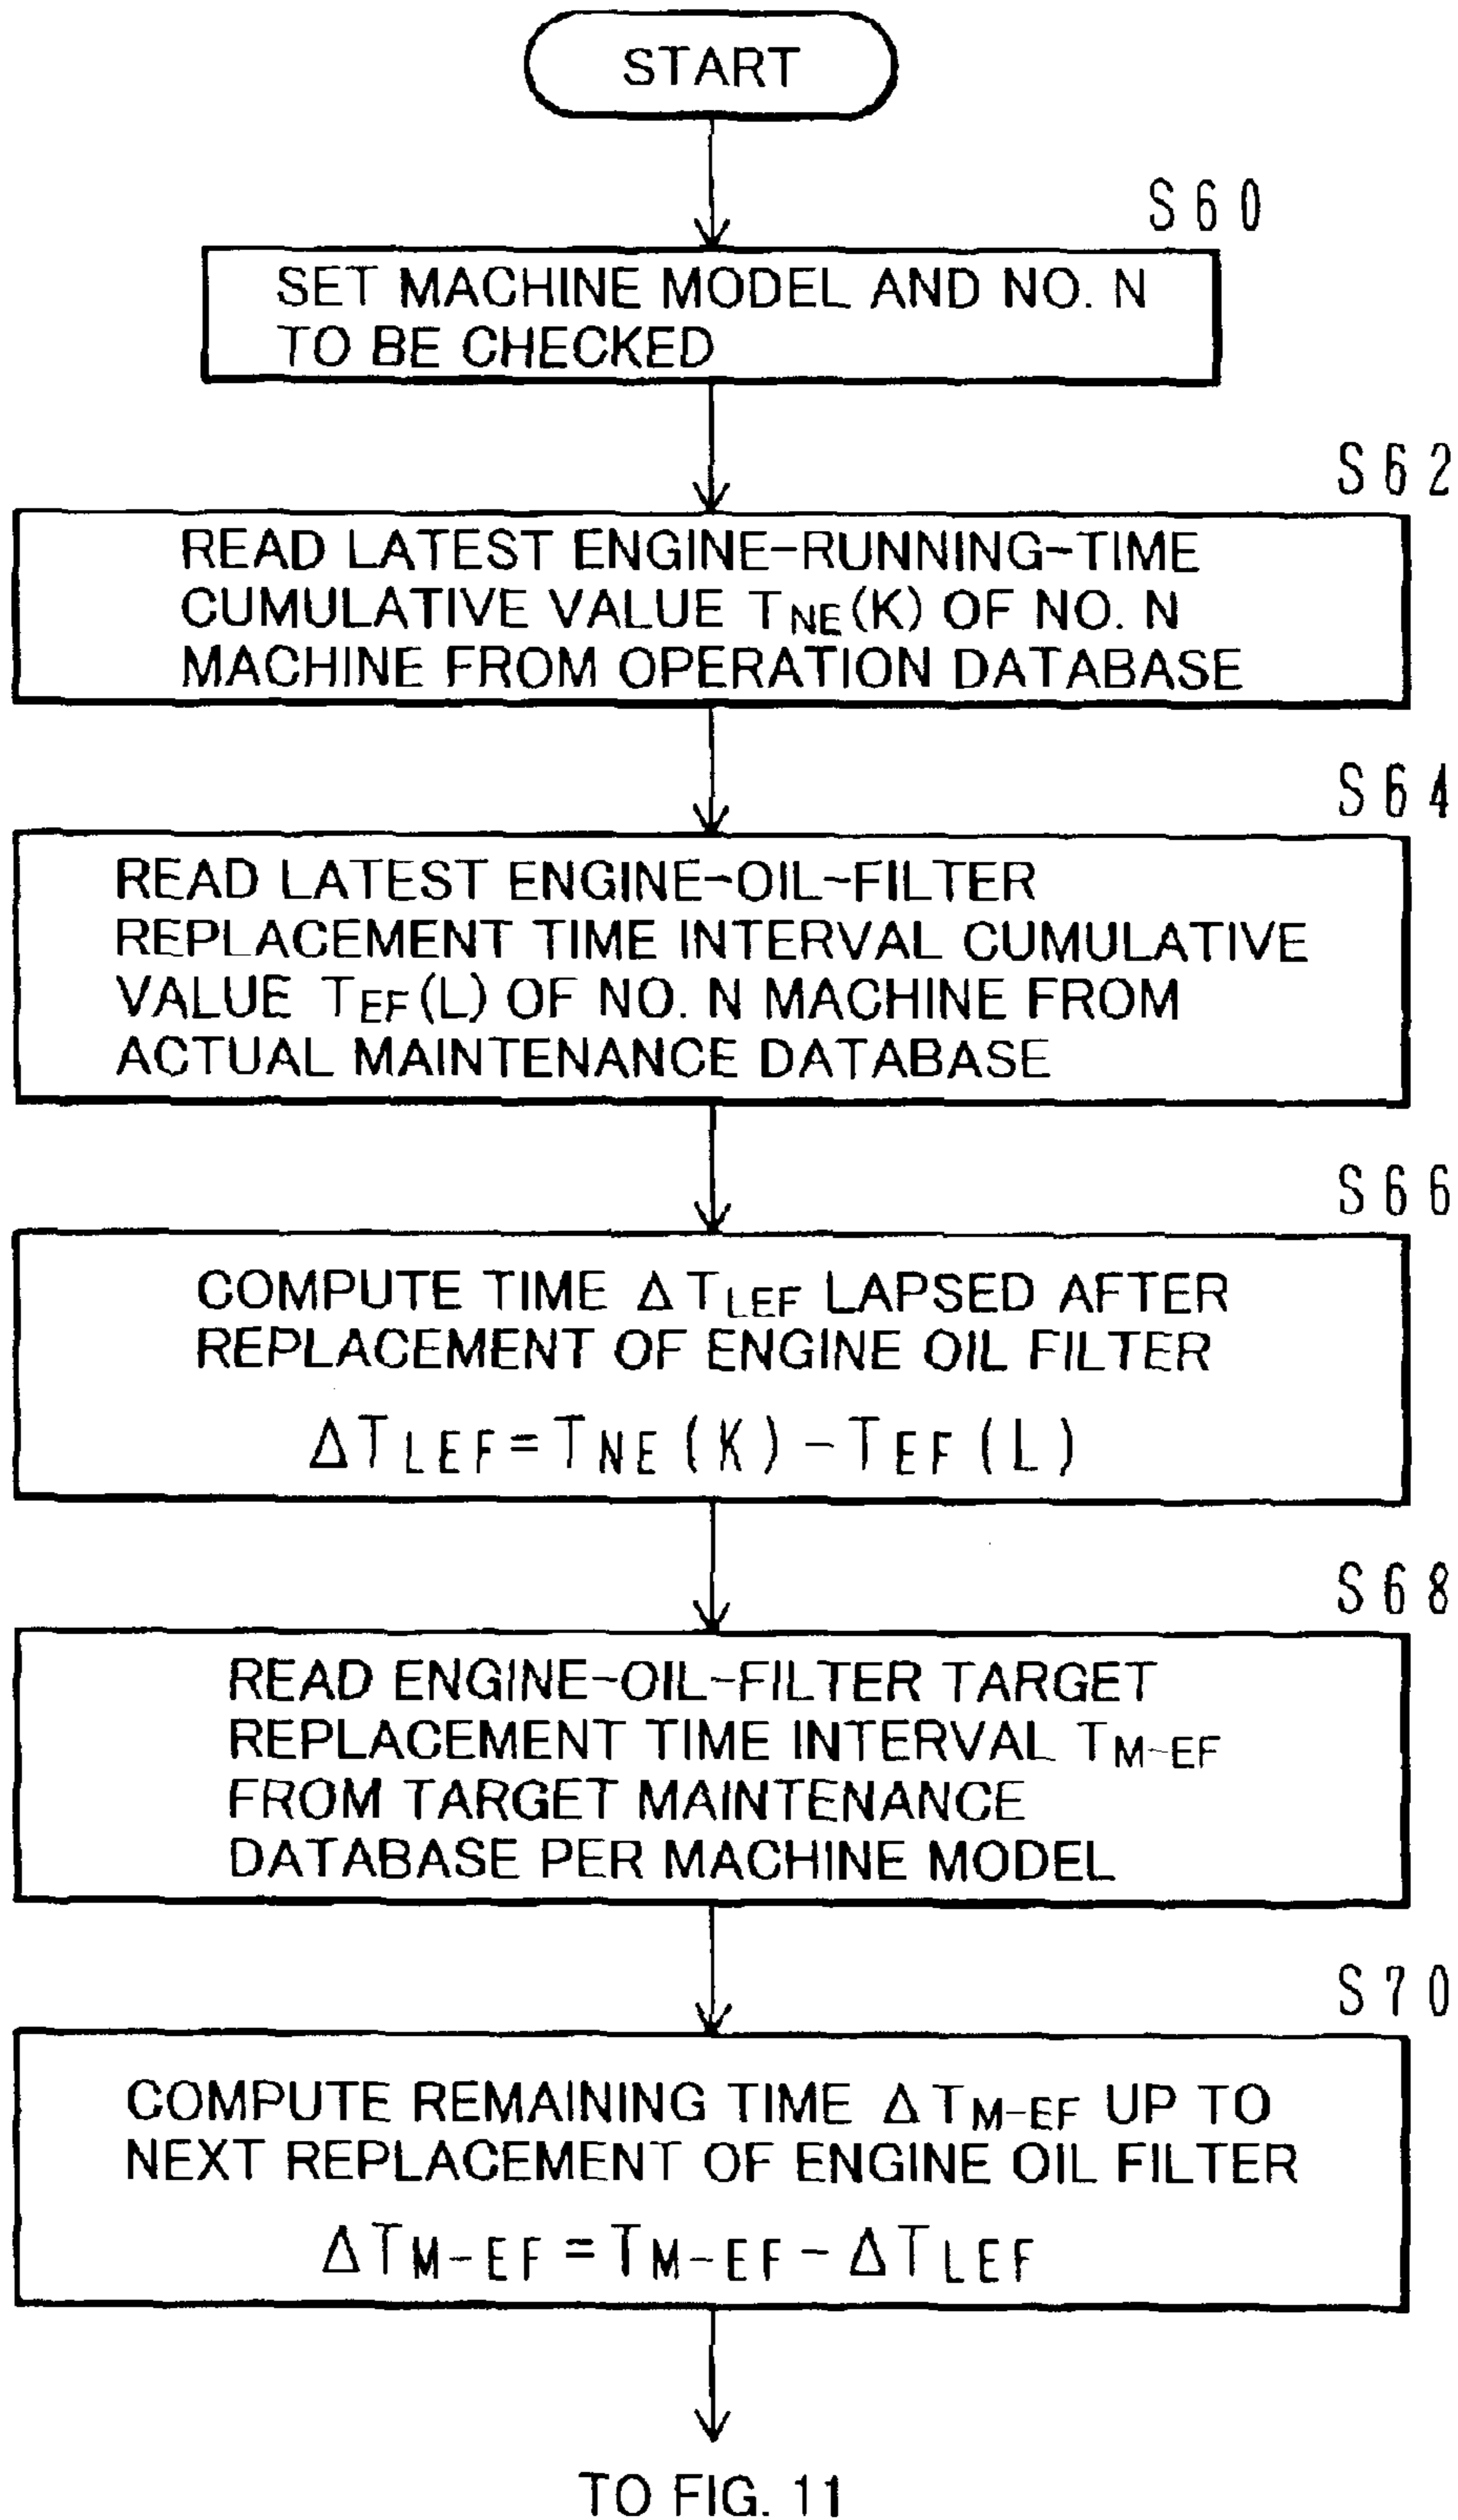 START
S60
SET MACHINE MODEL AND NO. N
TO BE CHECKED
S62
READ LATEST ENGINE-RUNNING-TIME
CUMULATIVE VALUE TNE(K) OF NO. N
MACHINE FROM OPERATION DATABASE
S64
READ LATEST ENGINE-OIL-FILTER
REPLACEMENT TIME INTERVAL CUMULATIVE
VALUE TEF(L) OF NO. N MACHINE FROM
ACTUAL MAINTENANCE DATABASE
S66
COMPUTE TIME ΔTLEF LAPSED AFTER
REPLACEMENT OF ENGINE OIL FILTER
ΔTLEF=TNE(K)-TEF(L)
S68
READ ENGINE-OIL-FILTER TARGET
REPLACEMENT TIME INTERVAL TM-EF
FROM TARGET MAINTENANCE
DATABASE PER MACHINE MODEL
S70
COMPUTE REMAINING TIME ΔTM-EF UP TO
NEXT REPLACEMENT OF ENGINE OIL FILTER
ΔTM-EF=TM-EF-ΔTLEF
TO FIG. 11